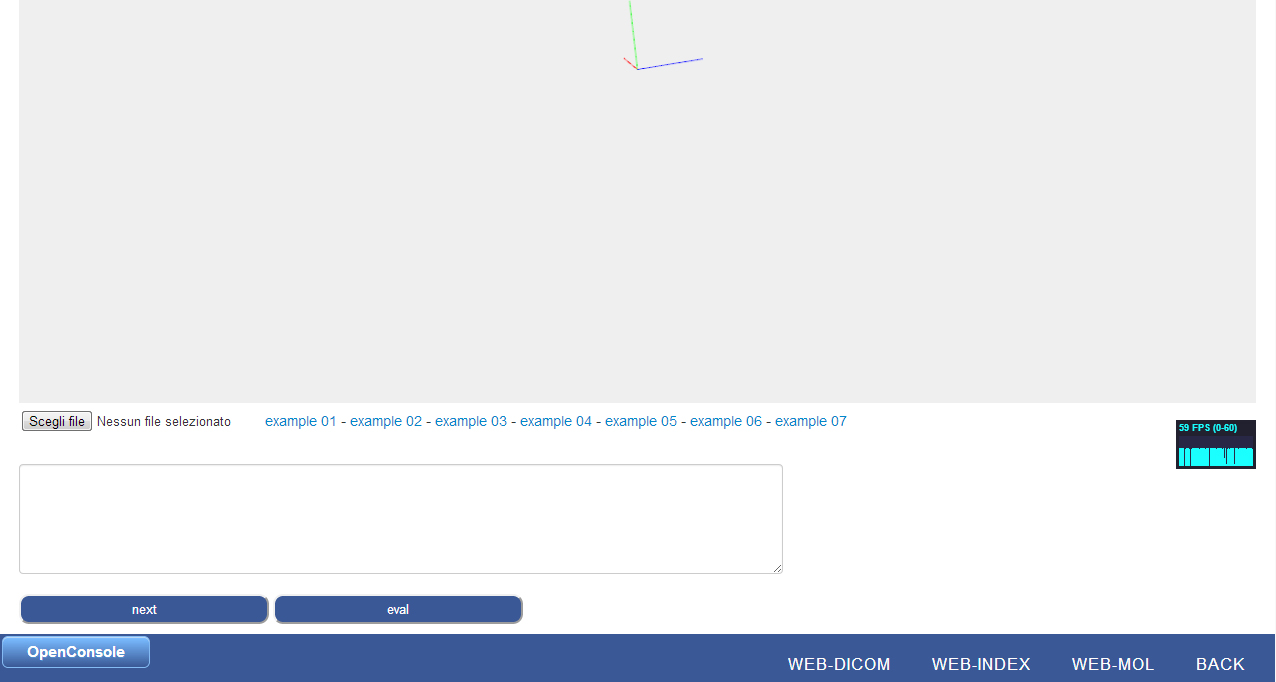 Scegli file Nessun file selezionato example 01 - example 02 - example 03 - example 04 - example 05 - example 06 - example 07
59 FPS (0-60)
next eval
OpenConsole
WEB-DICOM WEB-INDEX WEB-MOL BACK